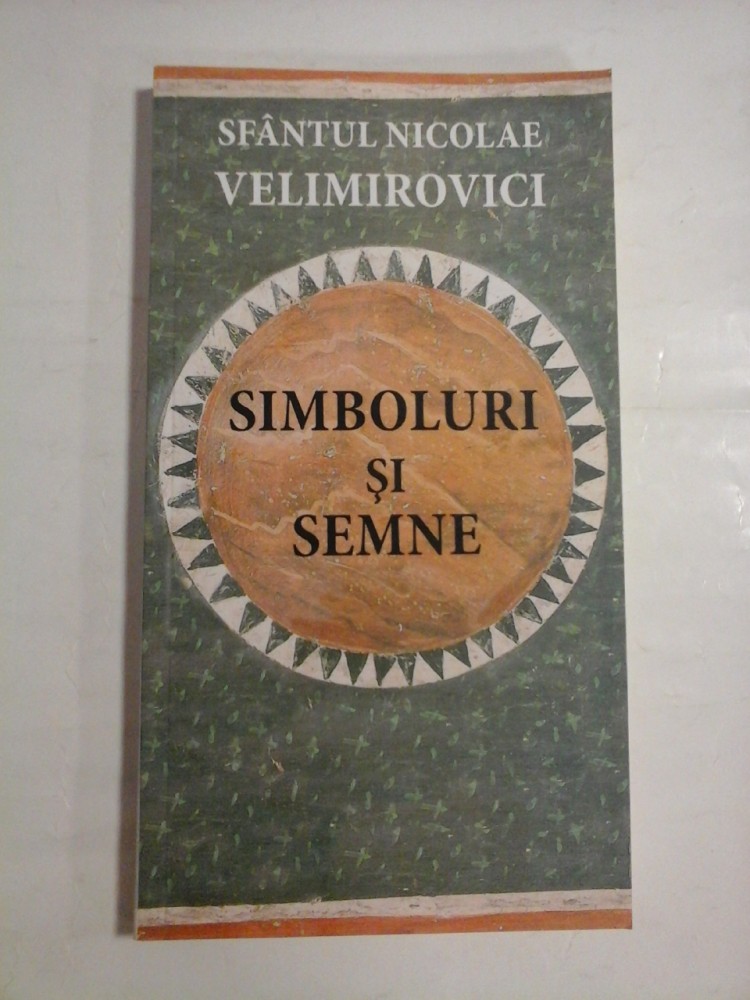 SFÂNTUL NICOLAE
VELIMIROVICI
SIMBOLURI
ŞI
SEMNE